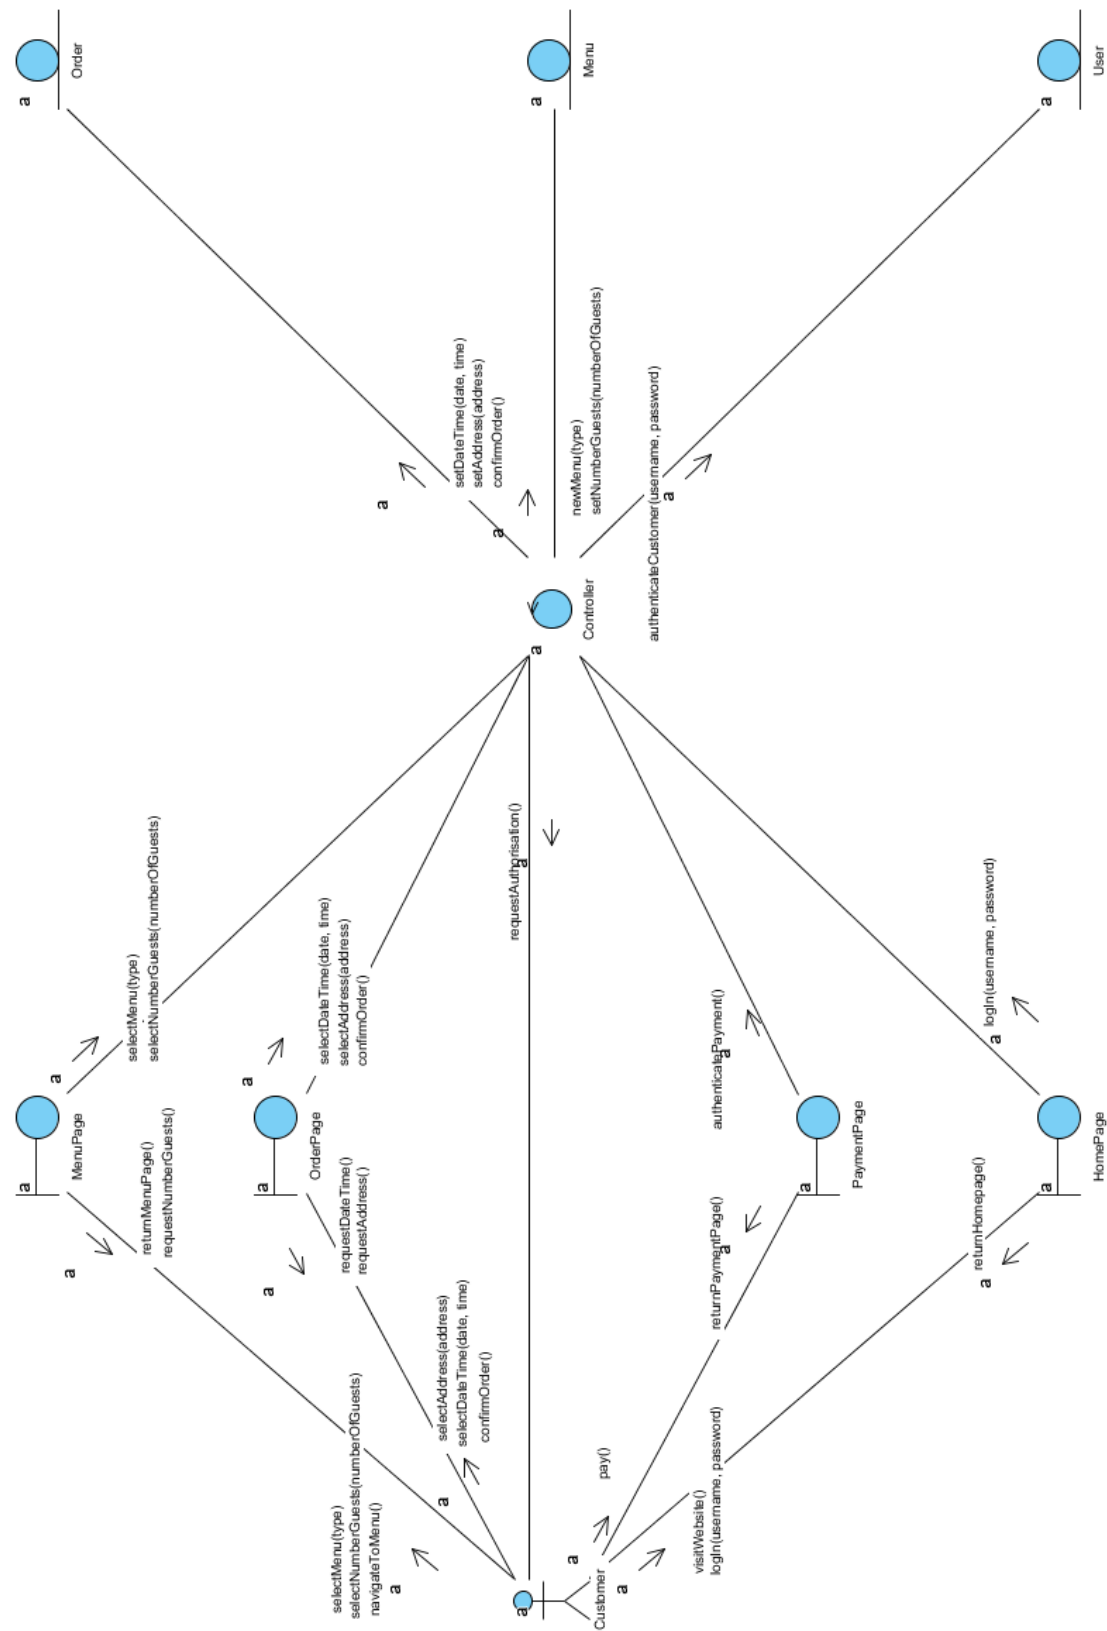 Order
a
Menu
a
User
a
setDateTime(date, time)
setAddress(address)
confirmOrder()
a
a
newMenu(type)
setNumberGuests(numberOfGuests)
authenticateCustomer(username, password)
a
Controller
a
selectMenu(type)
selectNumberGuests(numberOfGuests)
a
selectDateTime(date, time)
selectAddress(address)
confirmOrder()
a
requestAuthorisation()
a
authenticatePayment()
a
logIn(username, password)
a
MenuPage
a
OrderPage
a
PaymentPage
a
HomePage
a
returnMenuPage()
requestNumberGuests()
a
requestDateTime()
requestAddress()
a
returnPaymentPage()
a
returnHomepage()
a
selectMenu(type)
selectNumberGuests(numberOfGuests)
navigateToMenu()
a
selectAddress(address)
selectDateTime(date, time)
confirmOrder()
a
pay()
a
visitWebsite()
logIn(username, password)
a
Customer
a